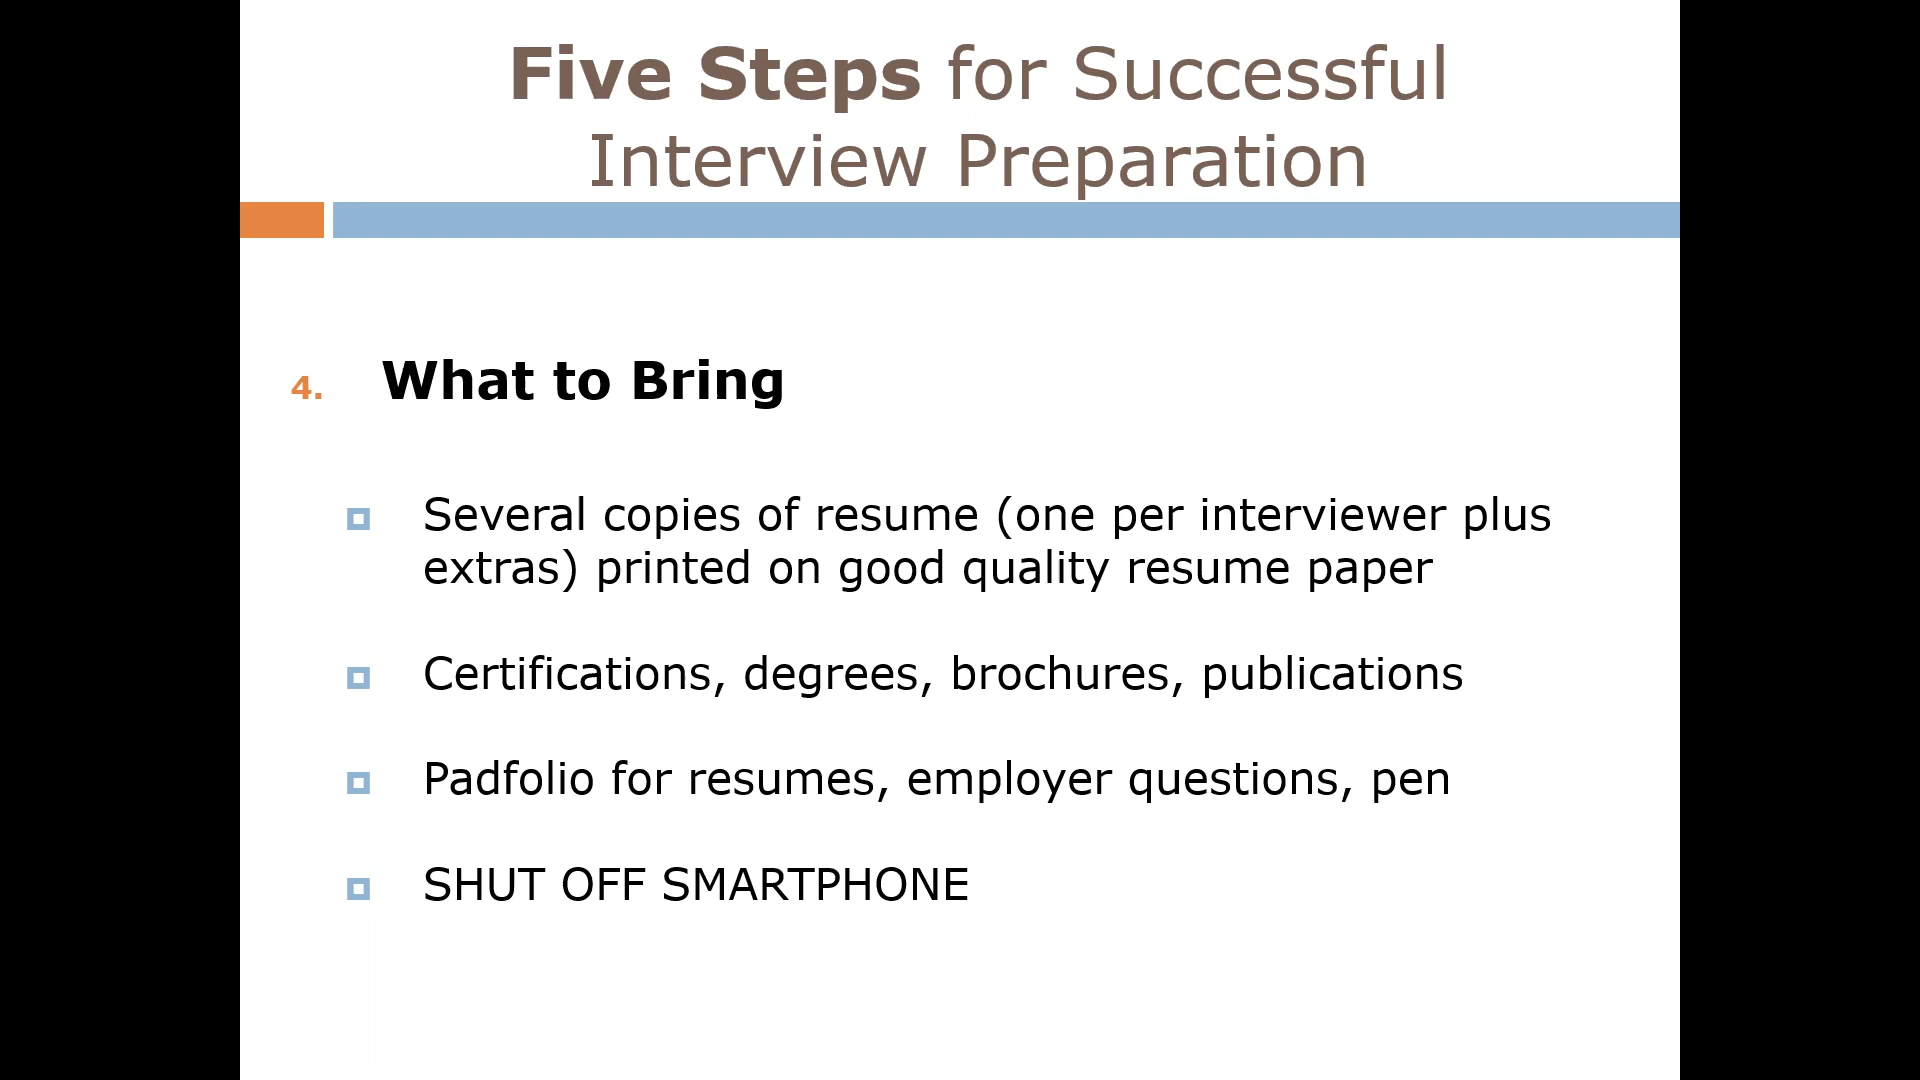 Five Steps for Successful
Interview Preparation
4. What to Bring
Several copies of resume (one per interviewer plus
extras) printed on good quality resume paper
Certifications, degrees, brochures, publications
Padfolio for resumes, employer questions, pen
SHUT OFF SMARTPHONE